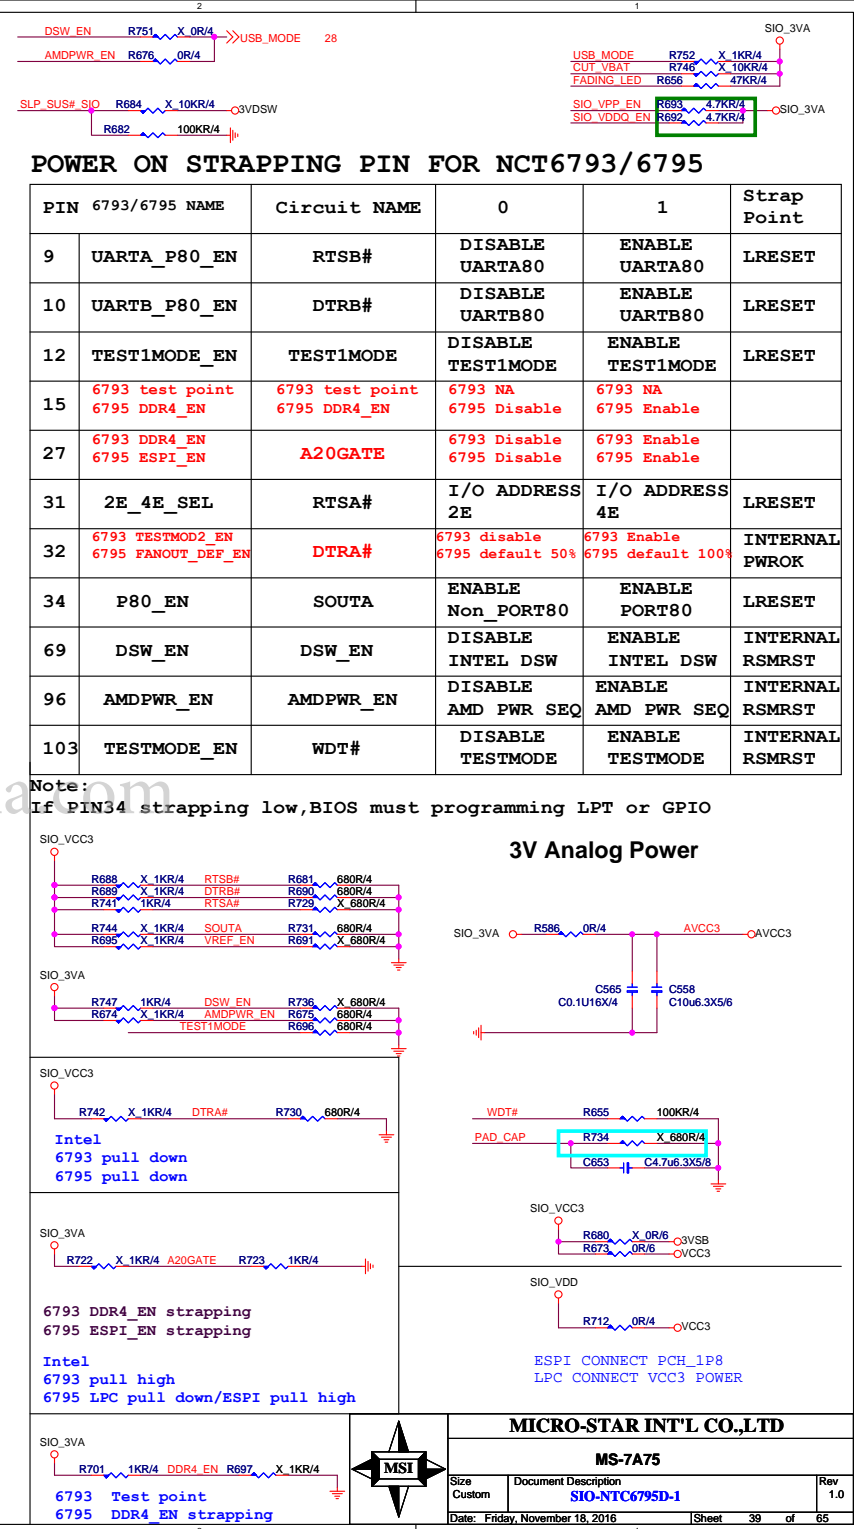 2 1
DSW_EN R751 X_0R/4 USB_MODE 28
AMDPWR_EN R676 0R/4
SLP_SUS#_SIO R684 X_10KR/4 3VDSW
R682 100KR/4
SIO_3VA
USB_MODE R752 X_1KR/4
CUT_VBAT R746 X_10KR/4
FADING_LED R656 47KR/4
SIO_VPP_EN R693 4.7KR/4 SIO_3VA
SIO_VDDQ_EN R692 4.7KR/4
POWER ON STRAPPING PIN FOR NCT6793/6795
PIN 6793/6795 NAME Circuit NAME 0 1 Strap Point
9 UARTA_P80_EN RTSB# DISABLE UARTA80 ENABLE UARTA80 LRESET
10 UARTB_P80_EN DTRB# DISABLE UARTB80 ENABLE UARTB80 LRESET
12 TEST1MODE_EN TEST1MODE DISABLE TEST1MODE ENABLE TEST1MODE LRESET
15 6793 test point 6795 DDR4_EN 6793 test point 6795 DDR4_EN 6793 NA 6795 Disable 6793 NA 6795 Enable
27 6793 DDR4_EN 6795 ESPI_EN A20GATE 6793 Disable 6795 Disable 6793 Enable 6795 Enable
31 2E_4E_SEL RTSA# I/O ADDRESS 2E I/O ADDRESS 4E LRESET
32 6793 TESTMOD2_EN 6795 FANOUT_DEF_EN DTRA# 6793 disable 6795 default 50% 6793 Enable 6795 default 100% INTERNAL PWROK
34 P80_EN SOUTA ENABLE Non_PORT80 ENABLE PORT80 LRESET
69 DSW_EN DSW_EN DISABLE INTEL DSW ENABLE INTEL DSW INTERNAL RSMRST
96 AMDPWR_EN AMDPWR_EN DISABLE AMD PWR SEQ ENABLE AMD PWR SEQ INTERNAL RSMRST
103 TESTMODE_EN WDT# DISABLE TESTMODE ENABLE TESTMODE INTERNAL RSMRST
Note:
If PIN34 strapping low,BIOS must programming LPT or GPIO
a.com
SIO_VCC3
R688 X_1KR/4 RTSB# R681 680R/4
R689 X_1KR/4 DTRB# R690 680R/4
R741 1KR/4 RTSA# R729 X_680R/4
R744 X_1KR/4 SOUTA R731 680R/4
R695 X_1KR/4 VREF_EN R691 X_680R/4
SIO_3VA
R747 1KR/4 DSW_EN R736 X_680R/4
R674 X_1KR/4 AMDPWR_EN R675 680R/4
TEST1MODE R696 680R/4
3V Analog Power
SIO_3VA R586 0R/4 AVCC3 AVCC3
C565 C0.1U16X/4
C558 C10u6.3X5/6
SIO_VCC3
R742 X_1KR/4 DTRA# R730 680R/4
Intel
6793 pull down
6795 pull down
WDT# R655 100KR/4
PAD_CAP R734 X_680R/4
C653 C4.7u6.3X5/8
SIO_3VA
R722 X_1KR/4 A20GATE R723 1KR/4
6793 DDR4_EN strapping
6795 ESPI_EN strapping
Intel
6793 pull high
6795 LPC pull down/ESPI pull high
SIO_VCC3
R680 X_0R/6 3VSB
R673 0R/6 VCC3
SIO_VDD
R712 0R/4 VCC3
ESPI CONNECT PCH_1P8
LPC CONNECT VCC3 POWER
SIO_3VA
R701 1KR/4 DDR4_EN R697 X_1KR/4
6793 Test point
6795 DDR4_EN strapping
MSI
MICRO-STAR INT'L CO.,LTD
MS-7A75
Size Custom
Document Description
SIO-NTC6795D-1
Rev 1.0
Date: Friday, November 18, 2016 Sheet 39 of 65